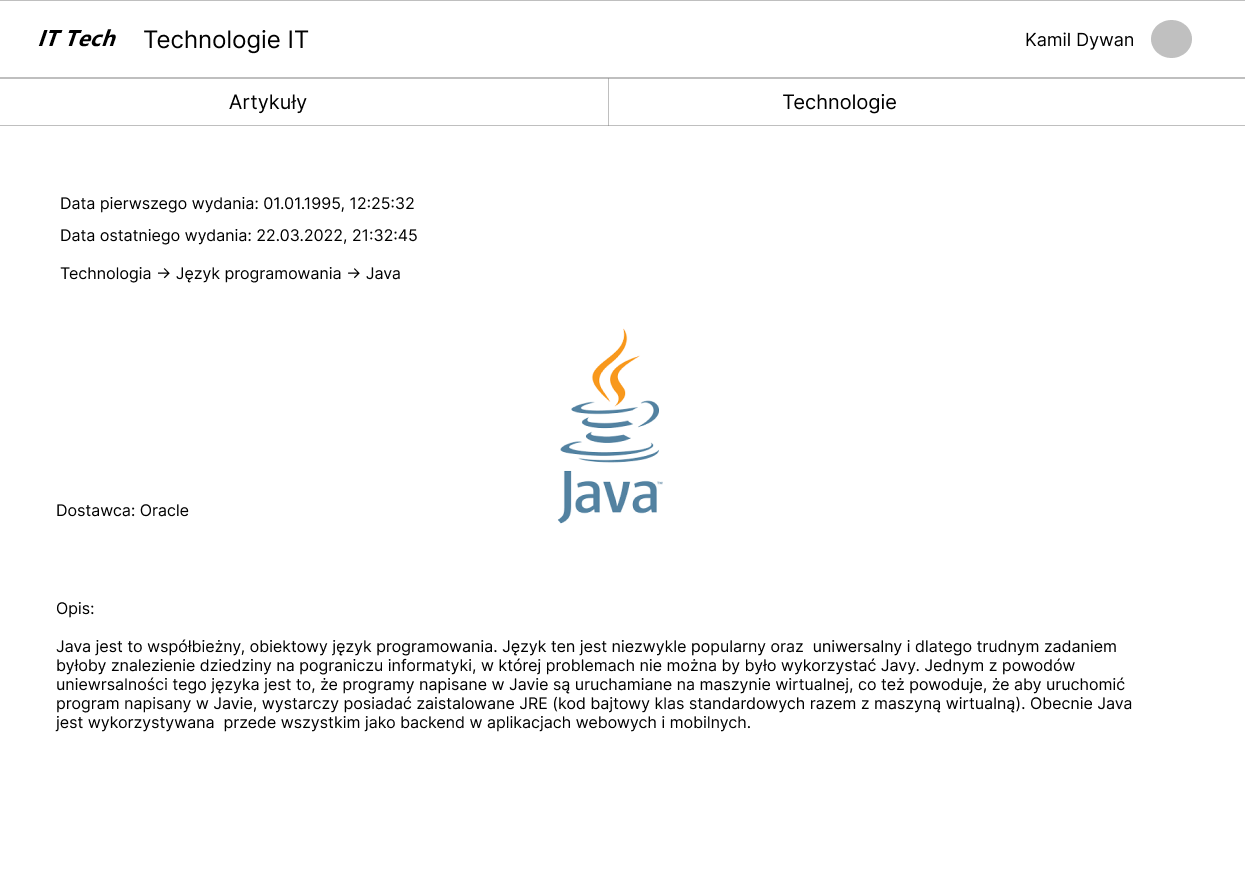 IT Tech Technologie IT Kamil Dywan
Artykuły Technologie
Data pierwszego wydania: 01.01.1995, 12:25:32
Data ostatniego wydania: 22.03.2022, 21:32:45
Technologia → Język programowania → Java
Java™
Dostawca: Oracle
Opis:
Java jest to współbieżny, obiektowy język programowania. Język ten jest niezwykle popularny oraz  uniwersalny i dlatego trudnym zadaniem
byłoby znalezienie dziedziny na pograniczu informatyki, w której problemach nie można by było wykorzystać Javy. Jednym z powodów
uniewrsalności tego języka jest to, że programy napisane w Javie są uruchamiane na maszynie wirtualnej, co też powoduje, że aby uruchomić
program napisany w Javie, wystarczy posiadać zaistalowane JRE (kod bajtowy klas standardowych razem z maszyną wirtualną). Obecnie Java
jest wykorzystywana  przede wszystkim jako backend w aplikacjach webowych i mobilnych.